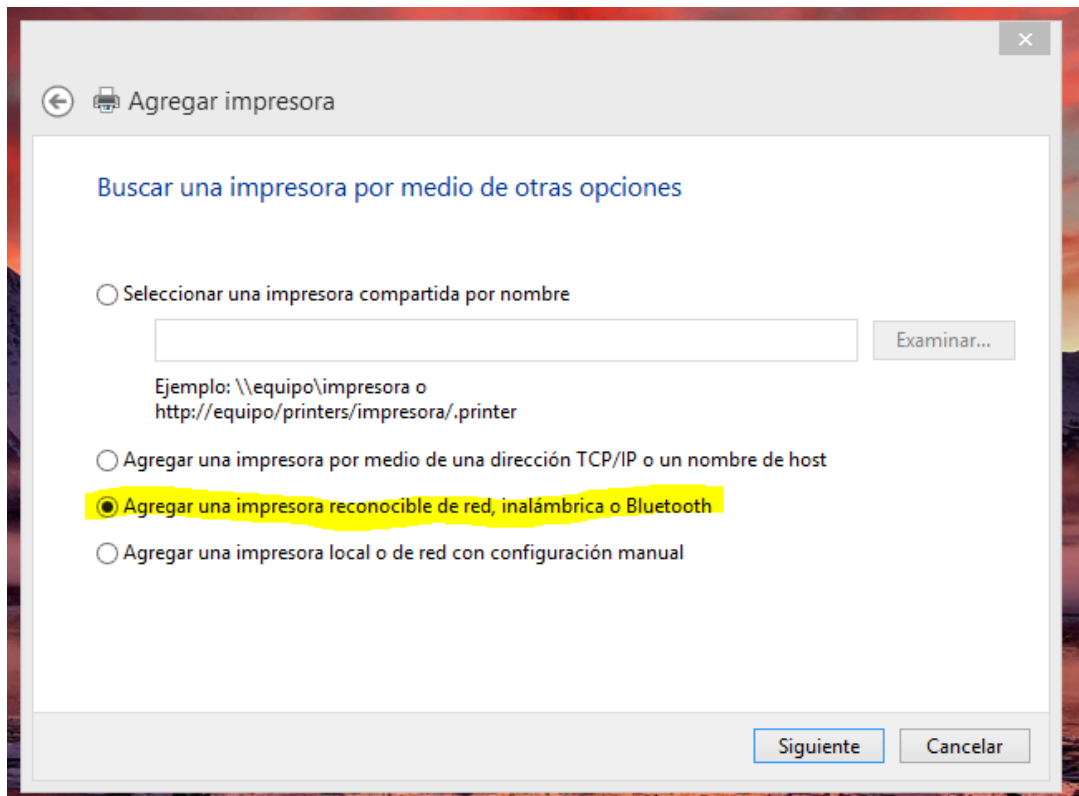 Agregar impresora
Buscar una impresora por medio de otras opciones
Seleccionar una impresora compartida por nombre
Examinar...
Ejemplo: \\equipo\impresora o
http://equipo/printers/impresora/.printer
Agregar una impresora por medio de una dirección TCP/IP o un nombre de host
Agregar una impresora reconocible de red, inalámbrica o Bluetooth
Agregar una impresora local o de red con configuración manual
Siguiente
Cancelar